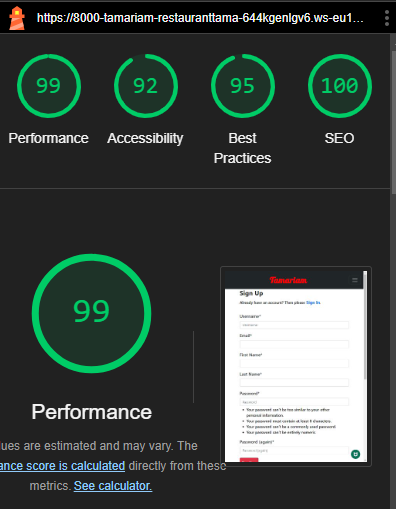 https://8000-tamariam-restauranttama-644kgenlgv6.ws-eu1…
99
92
95
100
Performance
Accessibility
Best
Practices
SEO
99
Performance
lues are estimated and may vary. The
ance score is calculated directly from these
metrics. See calculator.
Tamariam
Sign Up
Already have an account? Then please Sign In.
Username*
Username
Email*
First Name*
Last Name*
Password*
Password
Your password can't be too similar to your other
personal information.
Your password must contain at least 8 characters.
Your password can't be a commonly used password.
Your password can't be entirely numeric.
Password (again)*